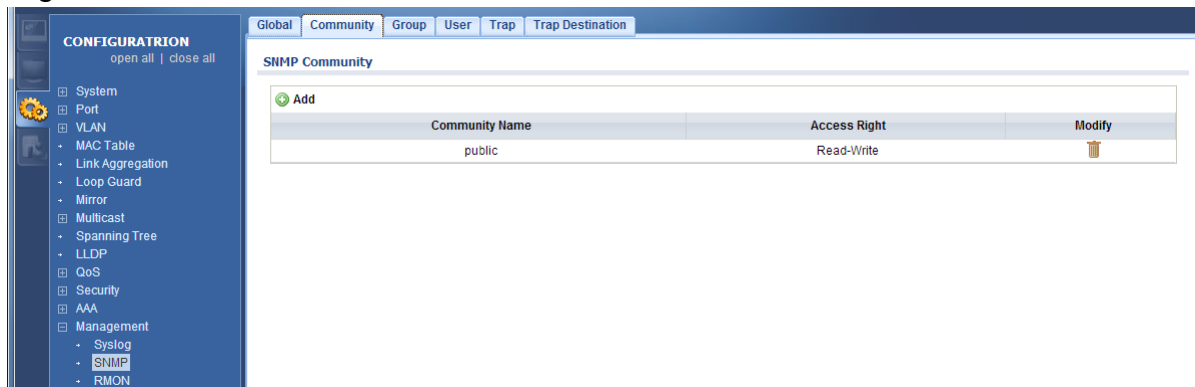 CONFIGURATRION
open all | close all
System
Port
VLAN
MAC Table
Link Aggregation
Loop Guard
Mirror
Multicast
Spanning Tree
LLDP
QoS
Security
AAA
Management
Syslog
SNMP
RMON
Global Community Group User Trap Trap Destination
SNMP Community
Add
Community Name Access Right Modify
public Read-Write